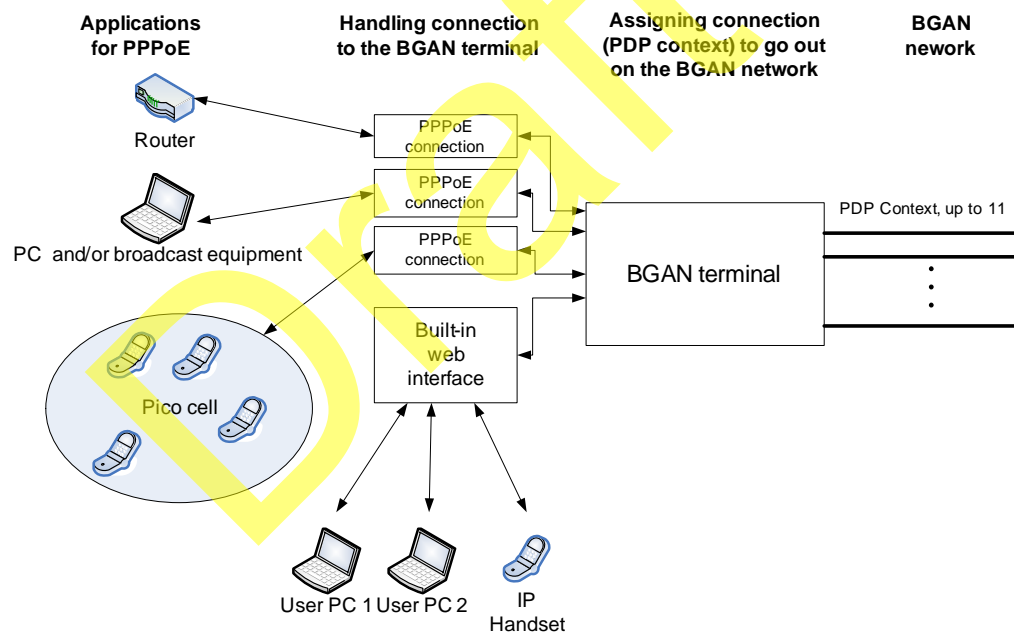 Applications
for PPPoE
Handling connection
to the BGAN terminal
Assigning connection
(PDP context) to go out
on the BGAN network
BGAN
nework
Router
PPPoE
connection
PC and/or broadcast equipment
PPPoE
connection
PPPoE
connection
BGAN terminal
PDP Context, up to 11
Pico cell
Built-in
web
interface
User PC 1
User PC 2
IP
Handset
Draft